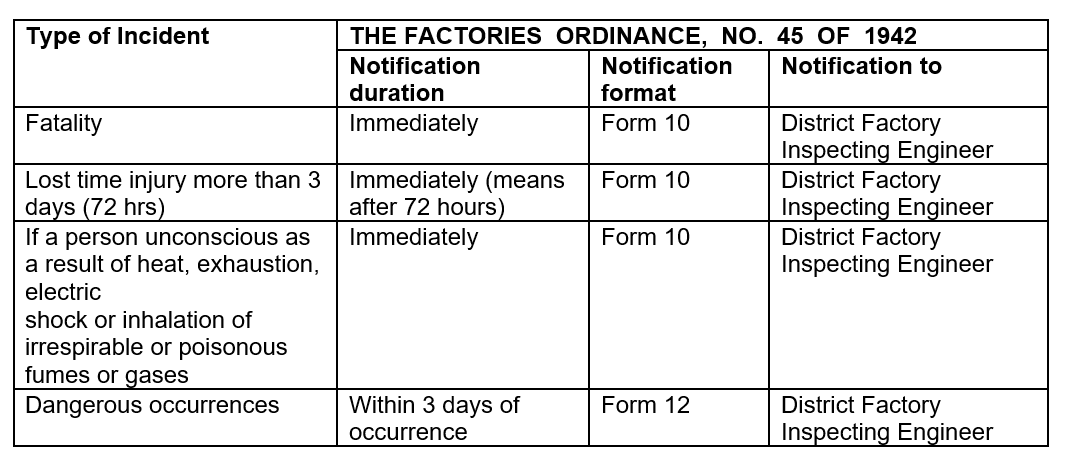 Type of Incident
THE FACTORIES ORDINANCE, NO. 45 OF 1942
Notification
duration
Notification
format
Notification to
Fatality
Immediately
Form 10
District Factory
Inspecting Engineer
Lost time injury more than 3
days (72 hrs)
Immediately (means
after 72 hours)
Form 10
District Factory
Inspecting Engineer
If a person unconscious as
a result of heat, exhaustion,
electric
shock or inhalation of
irrespirable or poisonous
fumes or gases
Immediately
Form 10
District Factory
Inspecting Engineer
Dangerous occurrences
Within 3 days of
occurrence
Form 12
District Factory
Inspecting Engineer